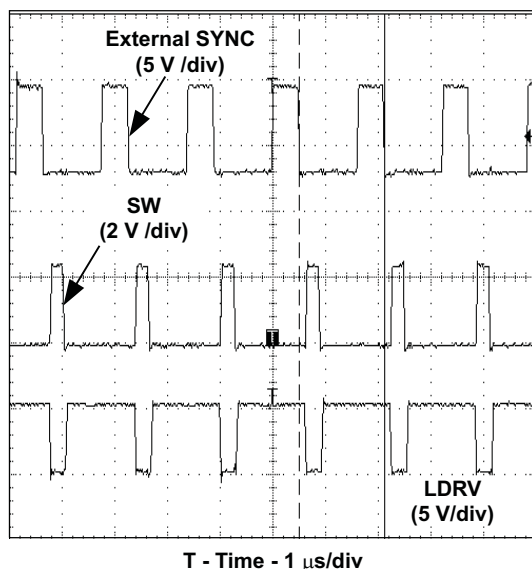 External SYNC
(5 V /div)
SW
(2 V /div)
LDRV
(5 V/div)
T - Time - 1 μs/div